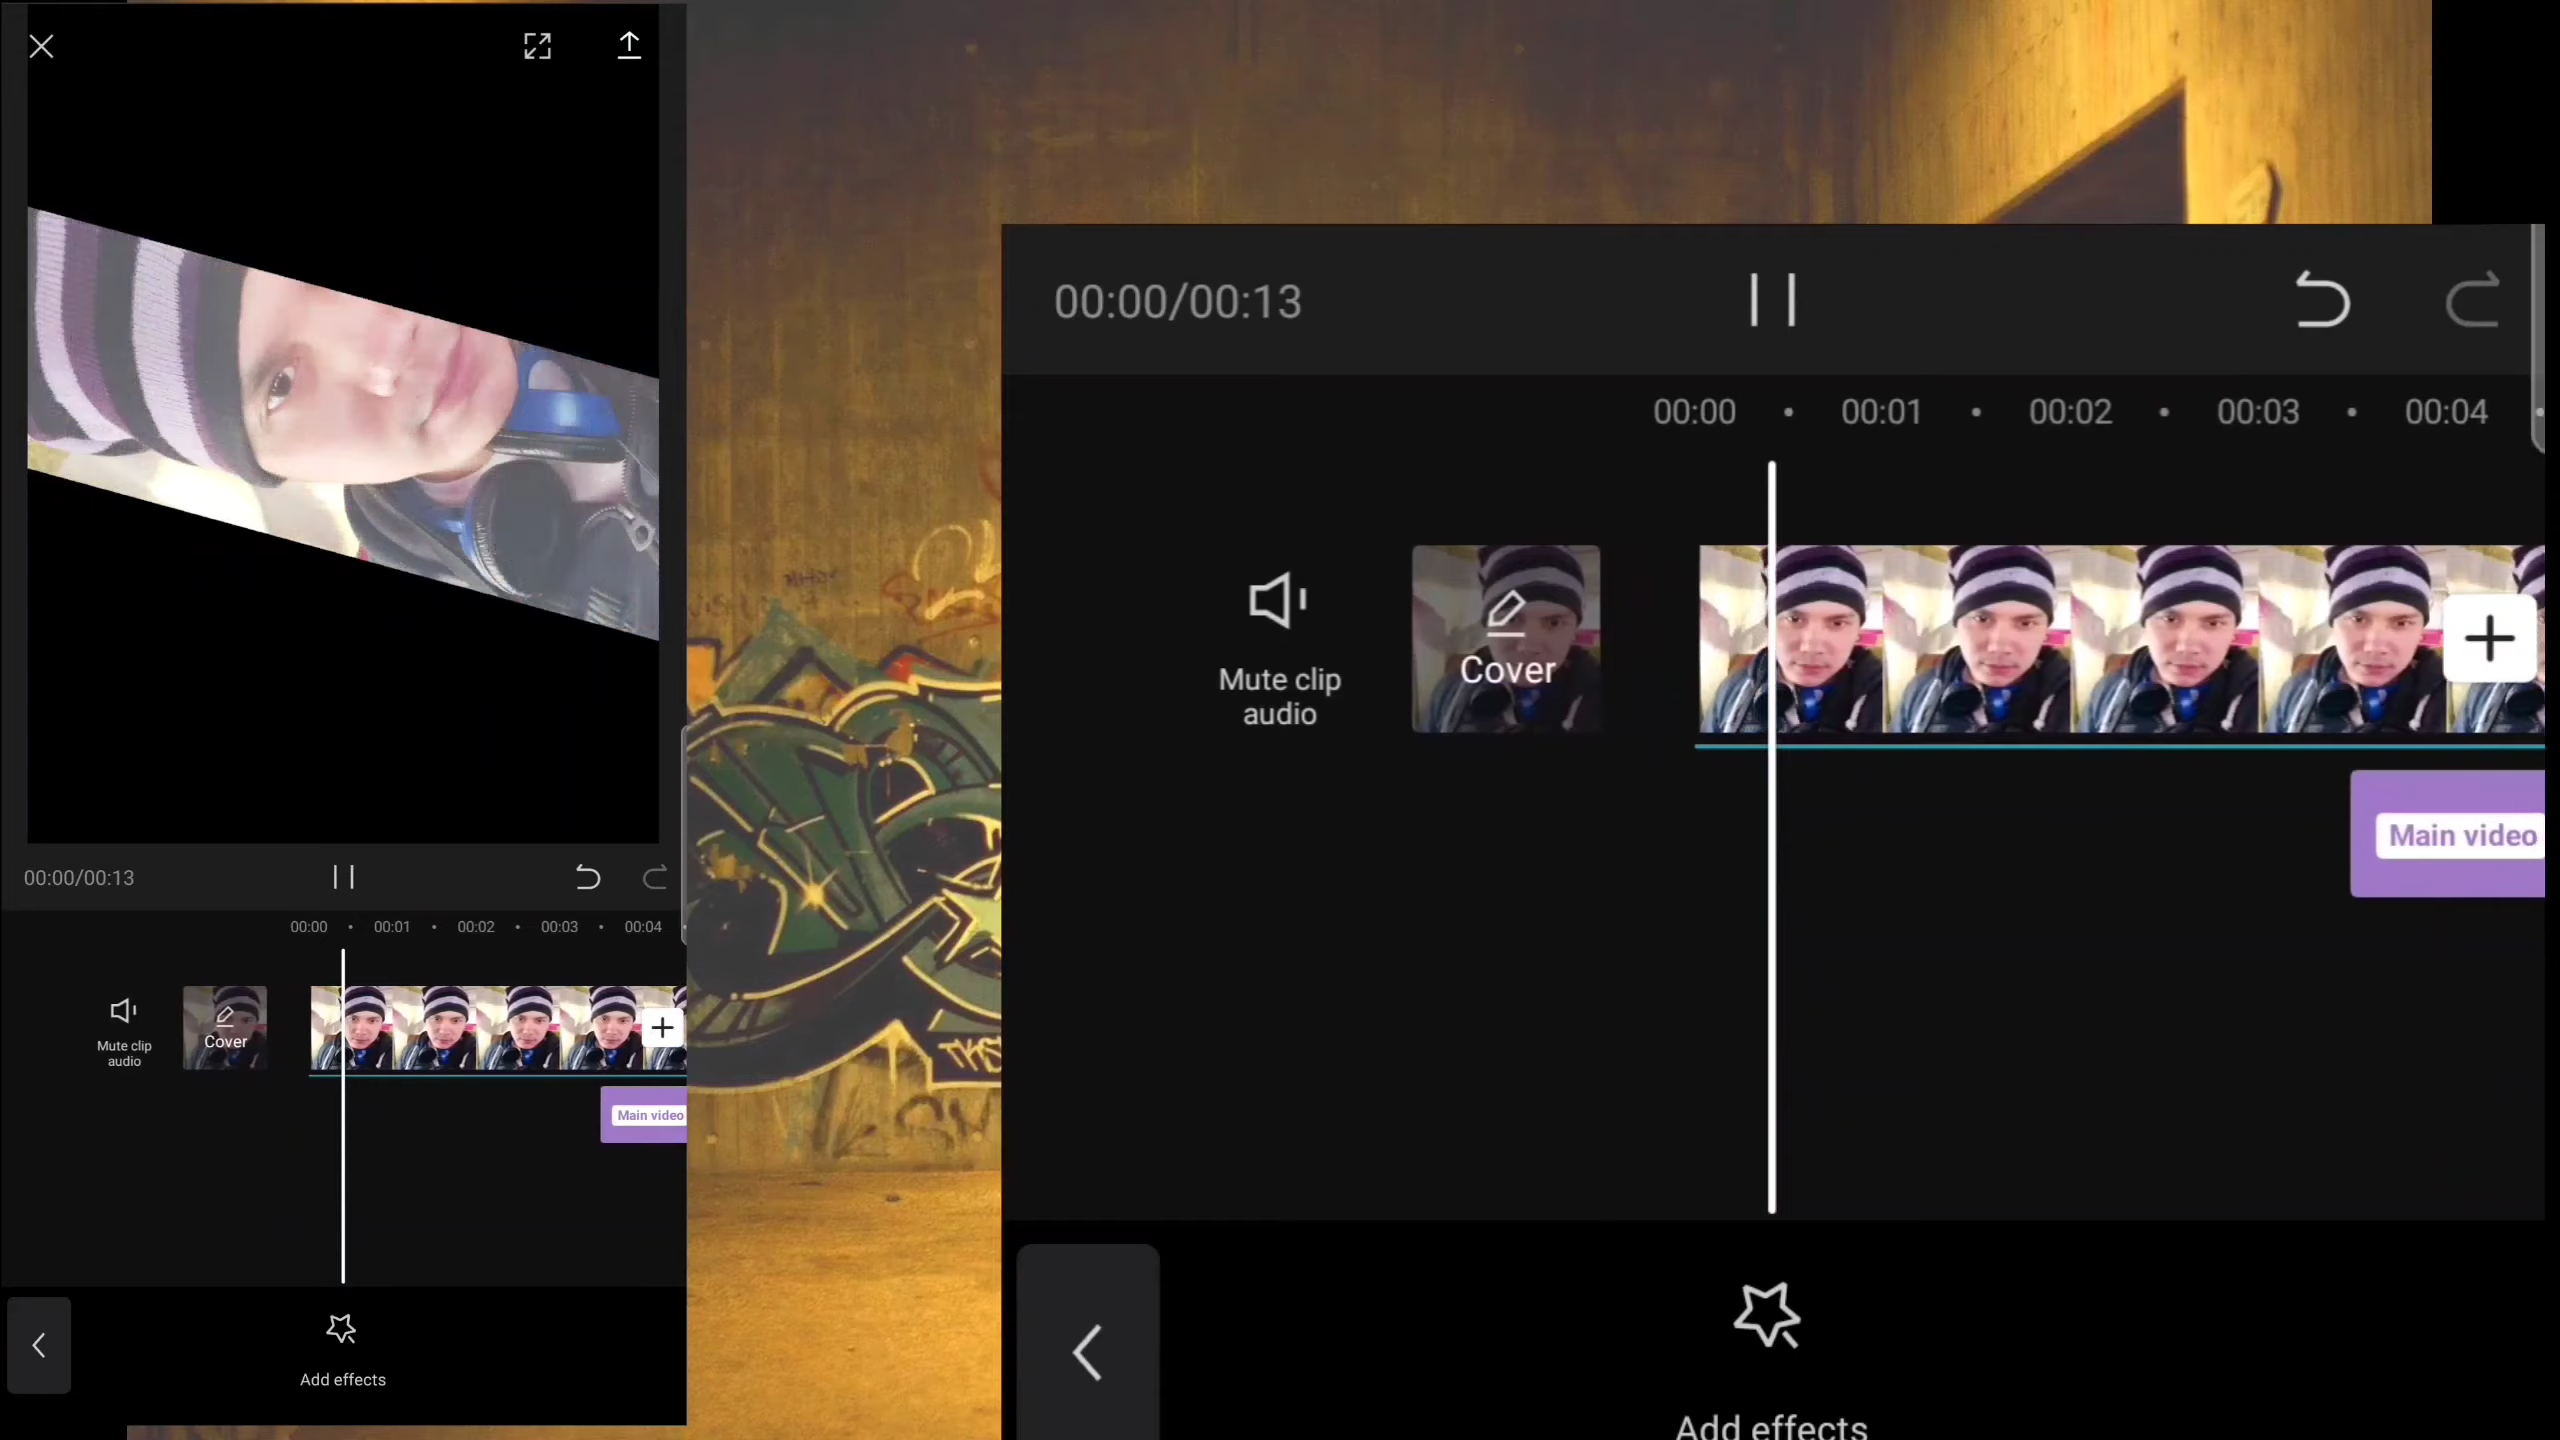 00:00/00:13
00:00 • 00:01 • 00:02 • 00:03 • 00:04
Mute clip
audio
Cover
Main video
Add effects
00:00/00:13
00:00 • 00:01 • 00:02 • 00:03 • 00:04
Mute clip
audio
Cover
Main video
Add effects